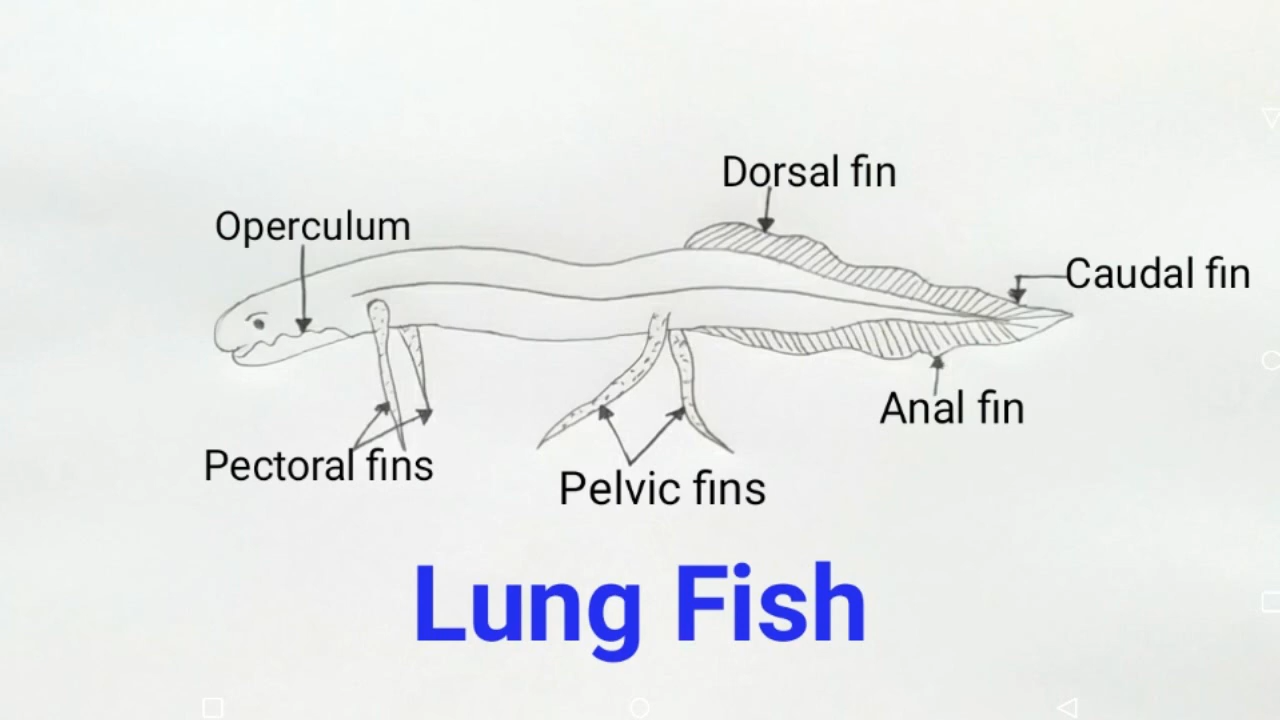 Dorsal fin
Operculum
Caudal fin
Anal fin
Pectoral fins
Pelvic fins
Lung Fish